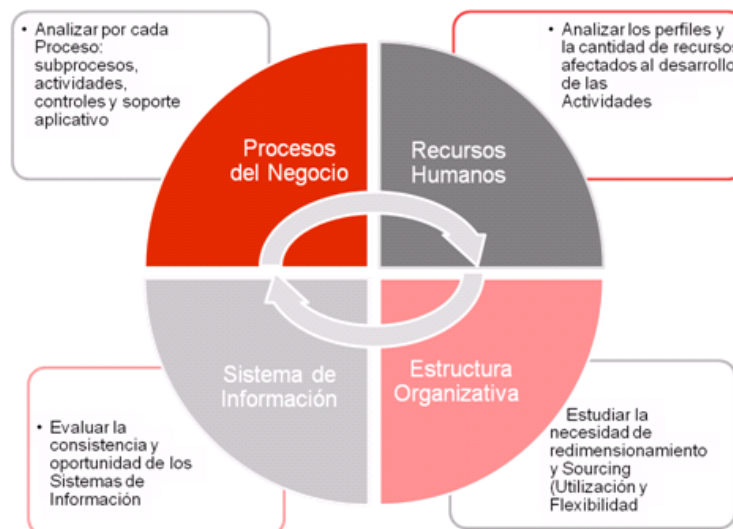 • Analizar por cada
Proceso:
subprocesos,
actividades,
controles y soporte
aplicativo
• Analizar los perfiles y
la cantidad de recursos
afectados al desarrollo
de las
Actividades
Procesos
del Negocio
Recursos
Humanos
Sistema de
Información
Estructura
Organizativa
• Evaluar la
consistencia y
oportunidad de los
Sistemas de
Información
Estudiar la
necesidad de
redimensionamiento
y Sourcing
(Utilización y
Flexibilidad